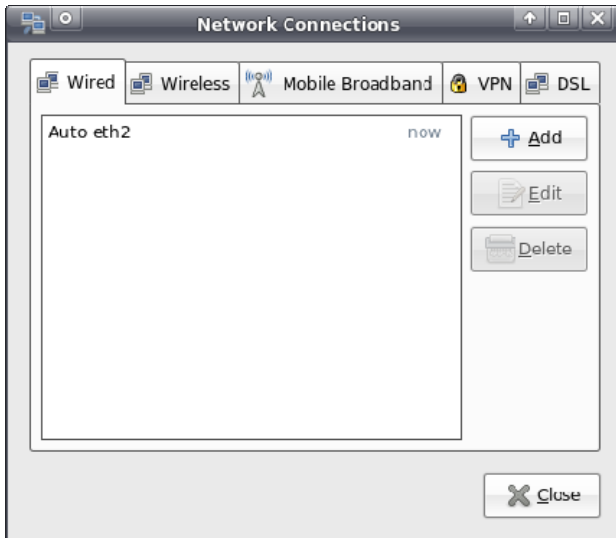 Network Connections
Wired Wireless Mobile Broadband VPN DSL
Auto eth2 now
Add
Edit
Delete
Close